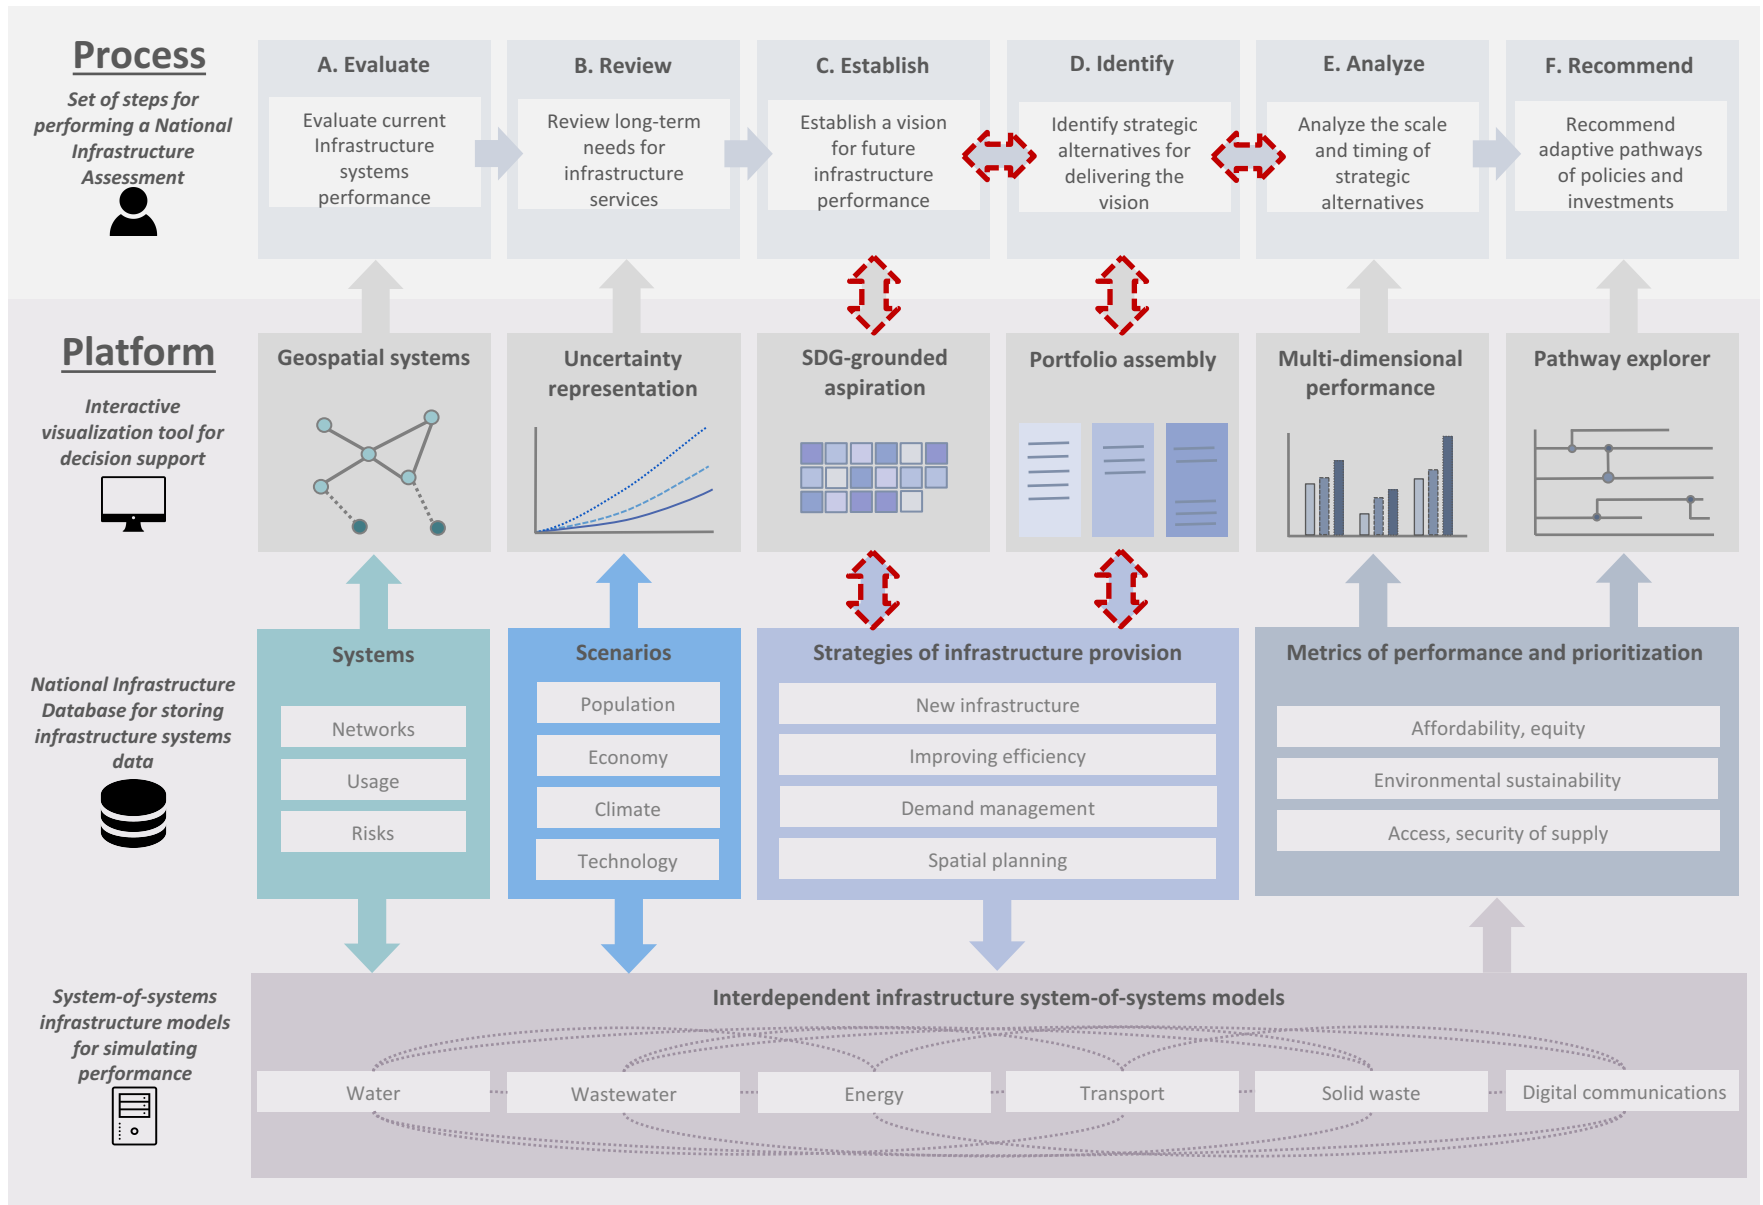 Process
Set of steps for
performing a National
Infrastructure
Assessment
A. Evaluate
Evaluate current
Infrastructure
systems
performance
B. Review
Review long-term
needs for
infrastructure
services
C. Establish
Establish a vision
for future
infrastructure
performance
D. Identify
Identify strategic
alternatives for
delivering the
vision
E. Analyze
Analyze the scale
and timing of
strategic
alternatives
F. Recommend
Recommend
adaptive pathways
of policies and
investments
Platform
Interactive
visualization tool for
decision support
Geospatial systems
Uncertainty
representation
SDG-grounded
aspiration
Portfolio assembly
Multi-dimensional
performance
Pathway explorer
National Infrastructure
Database for storing
infrastructure systems
data
Systems
Networks
Usage
Risks
Scenarios
Population
Economy
Climate
Technology
Strategies of infrastructure provision
New infrastructure
Improving efficiency
Demand management
Spatial planning
Metrics of performance and prioritization
Affordability, equity
Environmental sustainability
Access, security of supply
System-of-systems
infrastructure models
for simulating
performance
Interdependent infrastructure system-of-systems models
Water
Wastewater
Energy
Transport
Solid waste
Digital communications